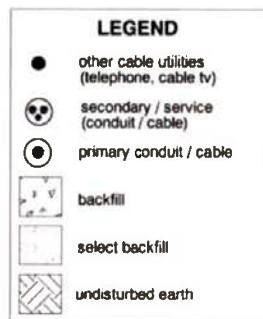 LEGEND
other cable utilities
(telephone, cable tv)
secondary / service
(conduit / cable)
primary conduit / cable
backfill
select backfill
undisturbed earth